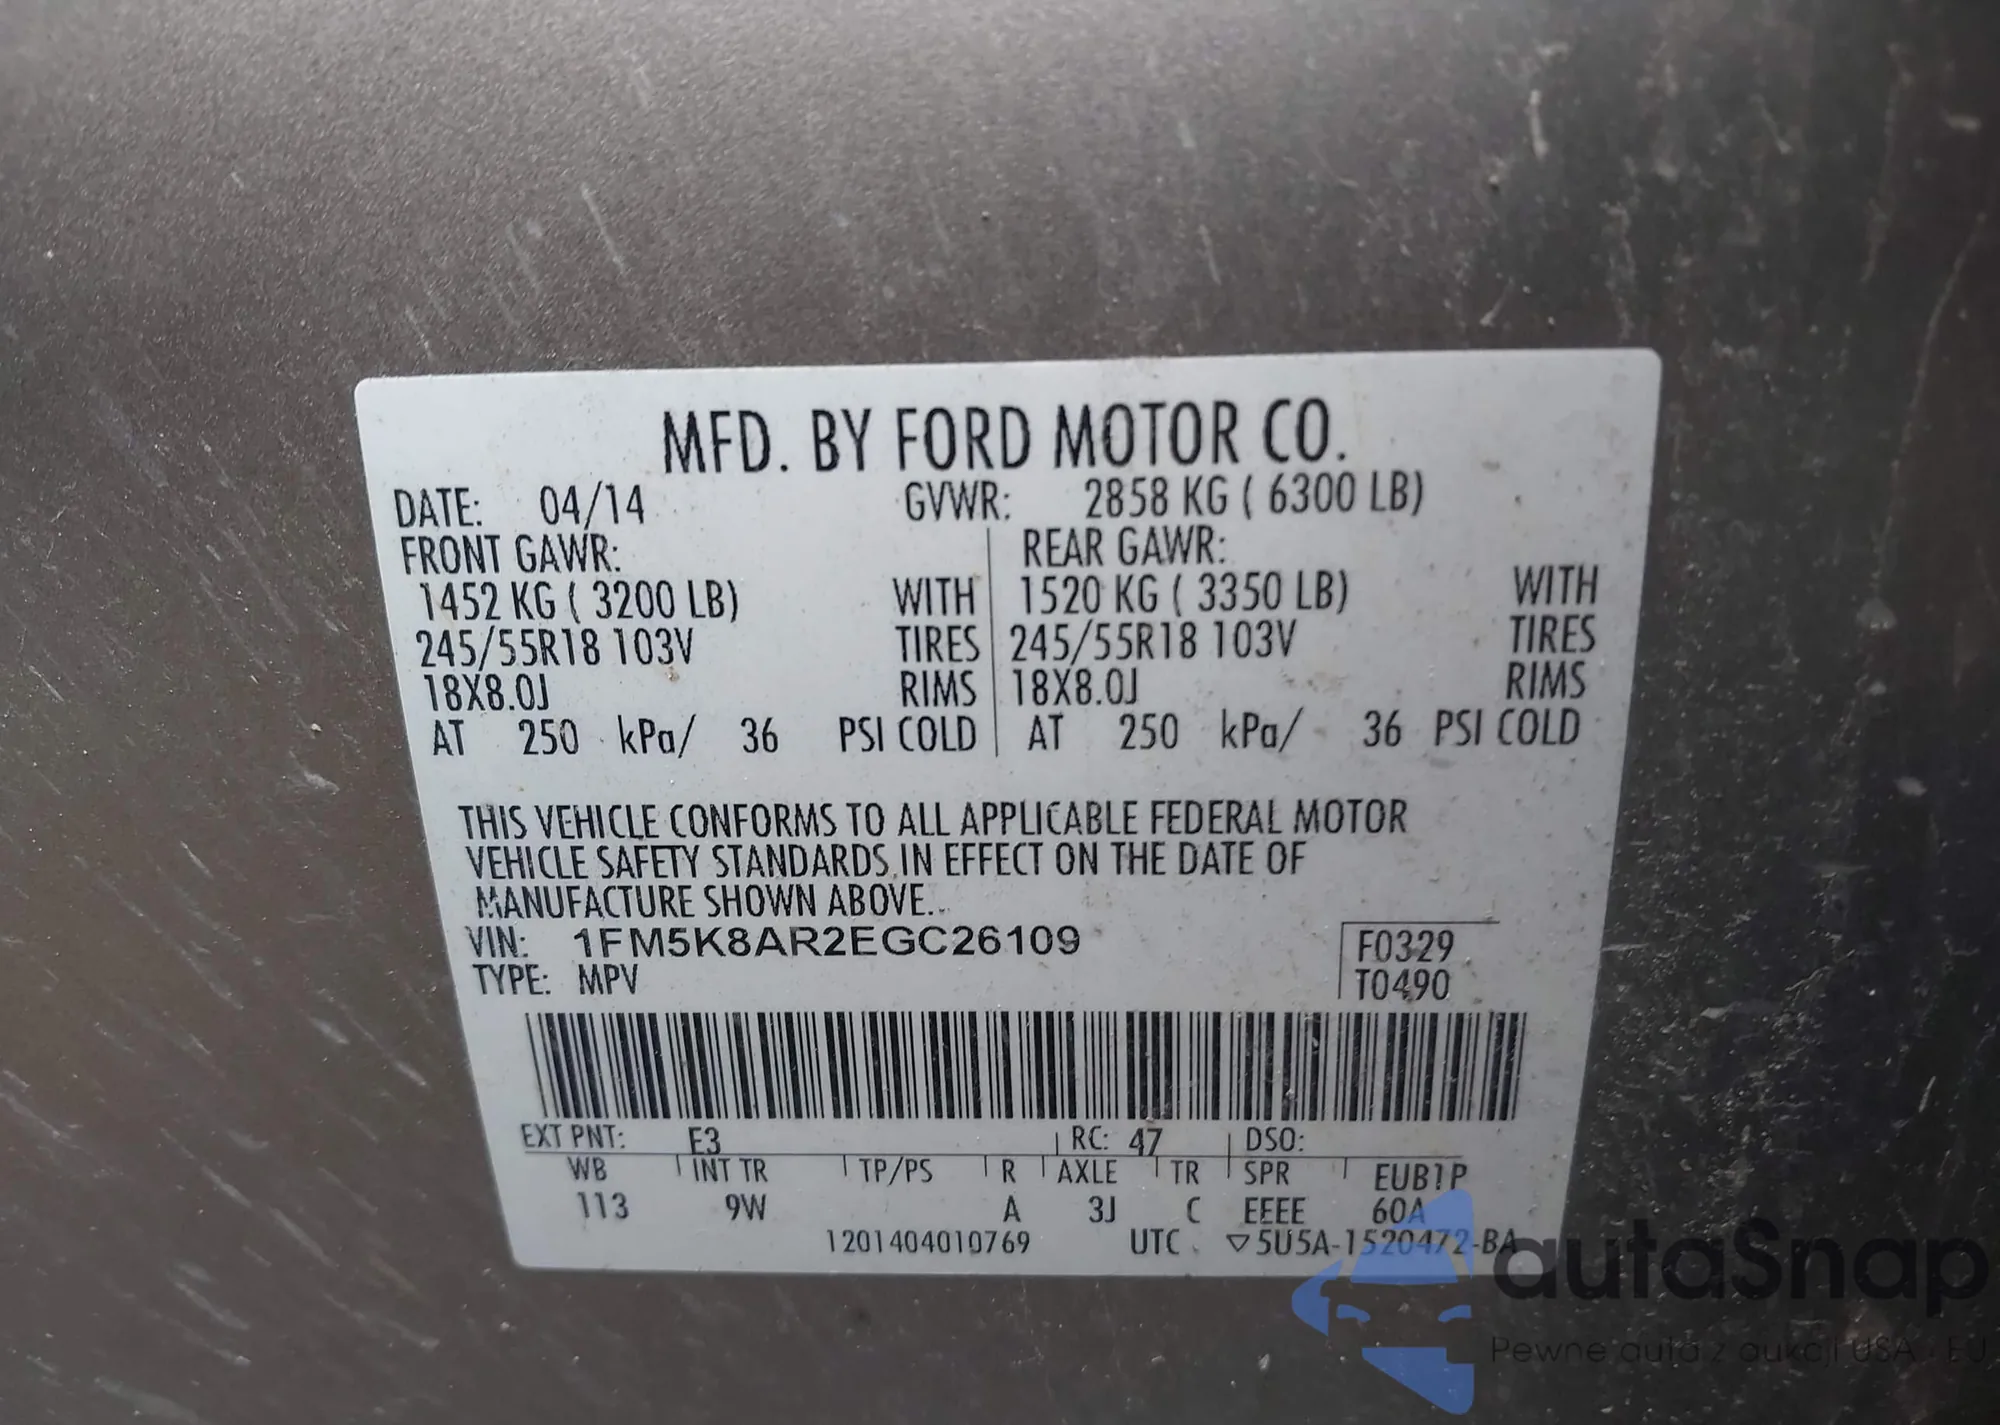 MFD. BY FORD MOTOR CO.
DATE: 04/14 GVWR: 2858 KG ( 6300 LB)
FRONT GAWR: REAR GAWR:
1452 KG ( 3200 LB) WITH 1520 KG ( 3350 LB) WITH
245/55R18 103V TIRES 245/55R18 103V TIRES
18X8.0J RIMS 18X8.0J RIMS
AT 250 kPa/ 36 PSI COLD AT 250 kPa/ 36 PSI COLD
THIS VEHICLE CONFORMS TO ALL APPLICABLE FEDERAL MOTOR
VEHICLE SAFETY STANDARDS IN EFFECT ON THE DATE OF
MANUFACTURE SHOWN ABOVE.
VIN: 1FM5K8AR2EGC26109 F0329
TYPE: MPV T0490
EXT PNT: E3 RC: 47 DSO:
WB INT TR TP/PS R AXLE TR SPR EUB1P
113 9W A 3J C EEEE 60A
1201404010769 UTC ▽5U5A-1520472-BA
autaSnap
Pewne auta z aukcji USA - EU